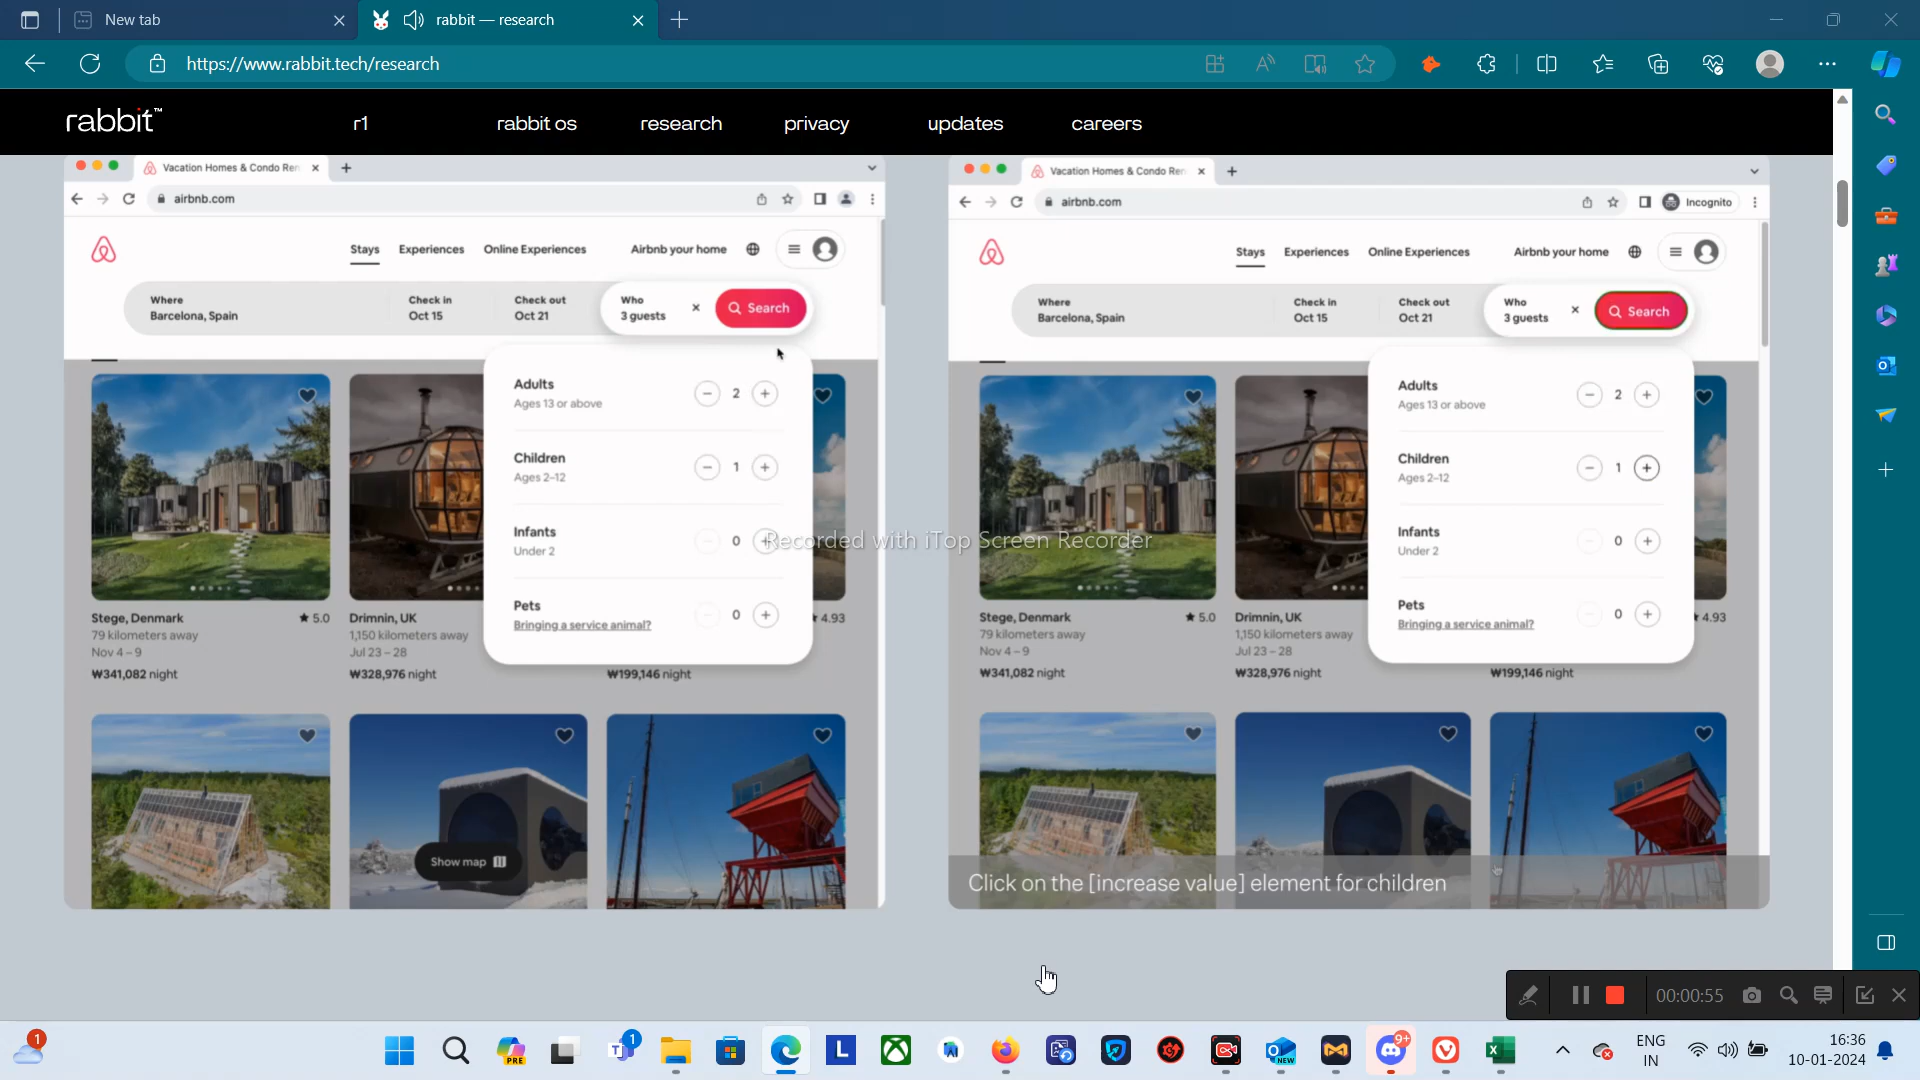 New tab
rabbit — research
https://www.rabbit.tech/research
rabbit™
r1
rabbit os
research
privacy
updates
careers
Vacation Homes & Condo Ren
airbnb.com
Stays
Experiences
Online Experiences
Airbnb your home
Where
Barcelona, Spain
Check in
Oct 15
Check out
Oct 21
Who
3 guests
Search
Adults
Ages 13 or above
2
Children
Ages 2–12
1
Infants
Under 2
0
Pets
Bringing a service animal?
0
Stege, Denmark
5.0
79 kilometers away
Nov 4 – 9
₩341,082 night
Drimnin, UK
1,150 kilometers away
Jul 23 – 28
₩328,976 night
4.93
₩199,146 night
Show map
Vacation Homes & Condo Ren
airbnb.com
Incognito
Stays
Experiences
Online Experiences
Airbnb your home
Where
Barcelona, Spain
Check in
Oct 15
Check out
Oct 21
Who
3 guests
Search
Adults
Ages 13 or above
2
Children
Ages 2–12
1
Infants
Under 2
0
Pets
Bringing a service animal?
0
Stege, Denmark
5.0
79 kilometers away
Nov 4 – 9
₩341,082 night
Drimnin, UK
1,150 kilometers away
Jul 23 – 28
₩328,976 night
4.93
₩199,146 night
Click on the [increase value] element for children
Recorded with iTop Screen Recorder
00:00:55
1
PRE
1
L
NEW
9+
ENG
IN
16:36
10-01-2024